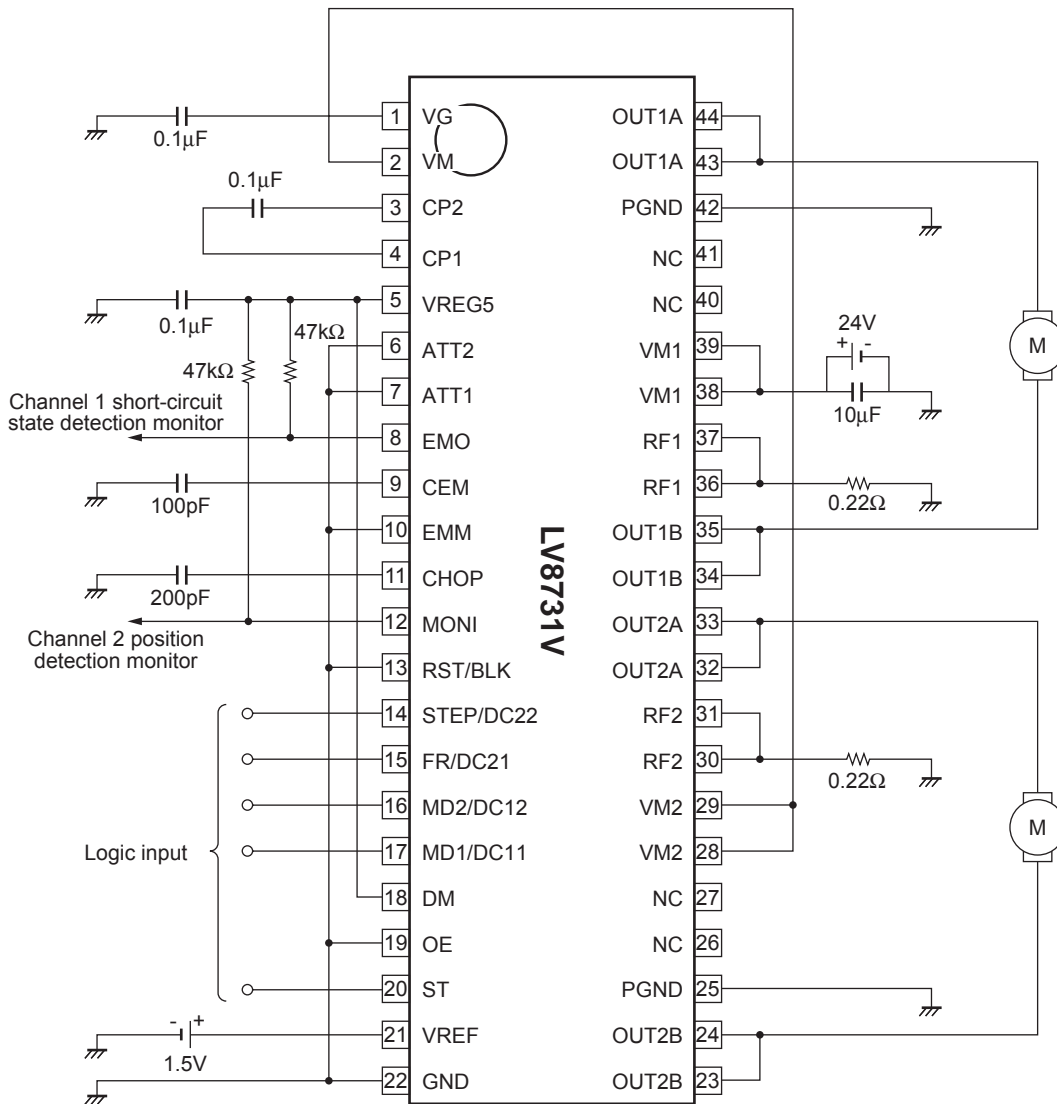 0.1μF
1 VG
OUT1A 44
2 VM
OUT1A 43
0.1μF
3 CP2
PGND 42
4 CP1
NC 41
0.1μF
5 VREG5
NC 40
47kΩ
47kΩ
6 ATT2
VM1 39
24V
+ -
M
7 ATT1
VM1 38
10μF
Channel 1 short-circuit
state detection monitor
8 EMO
RF1 37
100pF
9 CEM
RF1 36
0.22Ω
10 EMM
OUT1B 35
200pF
11 CHOP
OUT1B 34
LV8731V
Channel 2 position
detection monitor
12 MONI
OUT2A 33
13 RST/BLK
OUT2A 32
14 STEP/DC22
RF2 31
15 FR/DC21
RF2 30
0.22Ω
16 MD2/DC12
VM2 29
M
Logic input
17 MD1/DC11
VM2 28
18 DM
NC 27
19 OE
NC 26
20 ST
PGND 25
- +
1.5V
21 VREF
OUT2B 24
22 GND
OUT2B 23